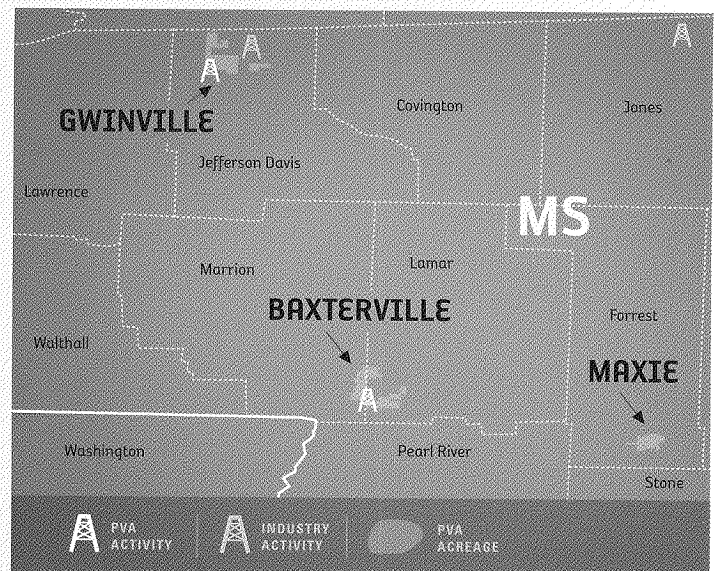 Covington
Jones
GWINVILLE
Jefferson Davis
Lawrence
MS
Marrion
Lamar
BAXTERVILLE
Forrest
Walthall
MAXIE
Washington
Pearl River
Stone
PVA
ACTIVITY
INDUSTRY
ACTIVITY
PVA
ACREAGE